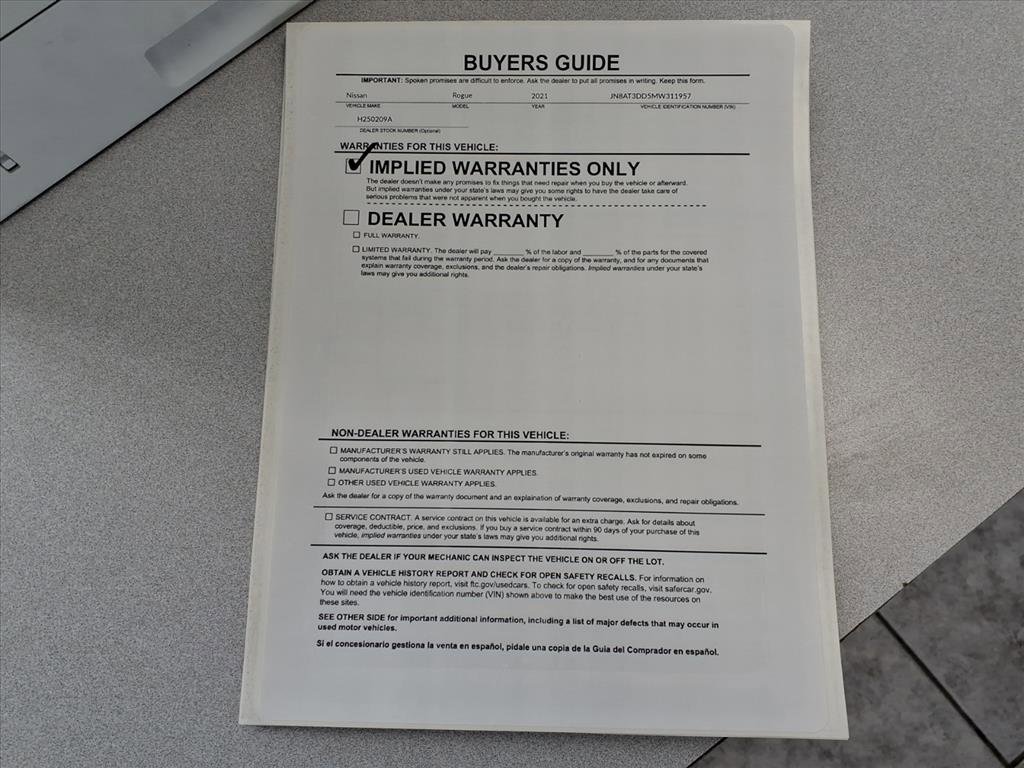 BUYERS GUIDE
IMPORTANT: Spoken promises are difficult to enforce. Ask the dealer to put all promises in writing. Keep this form.
Nissan Rogue 2021 JN8AT3DD5MW311957
VEHICLE MAKE MODEL YEAR VEHICLE IDENTIFICATION NUMBER (VIN)
H250209A
DEALER STOCK NUMBER (Optional)
WARRANTIES FOR THIS VEHICLE:
IMPLIED WARRANTIES ONLY
The dealer doesn't make any promises to fix things that need repair when you buy the vehicle or afterward.
But implied warranties under your state's laws may give you some rights to have the dealer take care of
serious problems that were not apparent when you bought the vehicle.
DEALER WARRANTY
FULL WARRANTY.
LIMITED WARRANTY. The dealer will pay ________ % of the labor and ________ % of the parts for the covered
systems that fail during the warranty period. Ask the dealer for a copy of the warranty, and for any documents that
explain warranty coverage, exclusions, and the dealer's repair obligations. Implied warranties under your state's
laws may give you additional rights.
NON-DEALER WARRANTIES FOR THIS VEHICLE:
MANUFACTURER'S WARRANTY STILL APPLIES. The manufacturer's original warranty has not expired on some
components of the vehicle.
MANUFACTURER'S USED VEHICLE WARRANTY APPLIES.
OTHER USED VEHICLE WARRANTY APPLIES.
Ask the dealer for a copy of the warranty document and an explaination of warranty coverage, exclusions, and repair obligations.
SERVICE CONTRACT. A service contract on this vehicle is available for an extra charge. Ask for details about
coverage, deductible, price, and exclusions. If you buy a service contract within 90 days of your purchase of this
vehicle, implied warranties under your state's laws may give you additional rights.
ASK THE DEALER IF YOUR MECHANIC CAN INSPECT THE VEHICLE ON OR OFF THE LOT.
OBTAIN A VEHICLE HISTORY REPORT AND CHECK FOR OPEN SAFETY RECALLS. For information on
how to obtain a vehicle history report, visit ftc.gov/usedcars. To check for open safety recalls, visit safercar.gov.
You will need the vehicle identification number (VIN) shown above to make the best use of the resources on
these sites.
SEE OTHER SIDE for important additional information, including a list of major defects that may occur in
used motor vehicles.
Si el concesionario gestiona la venta en español, pídale una copia de la Guía del Comprador en español.